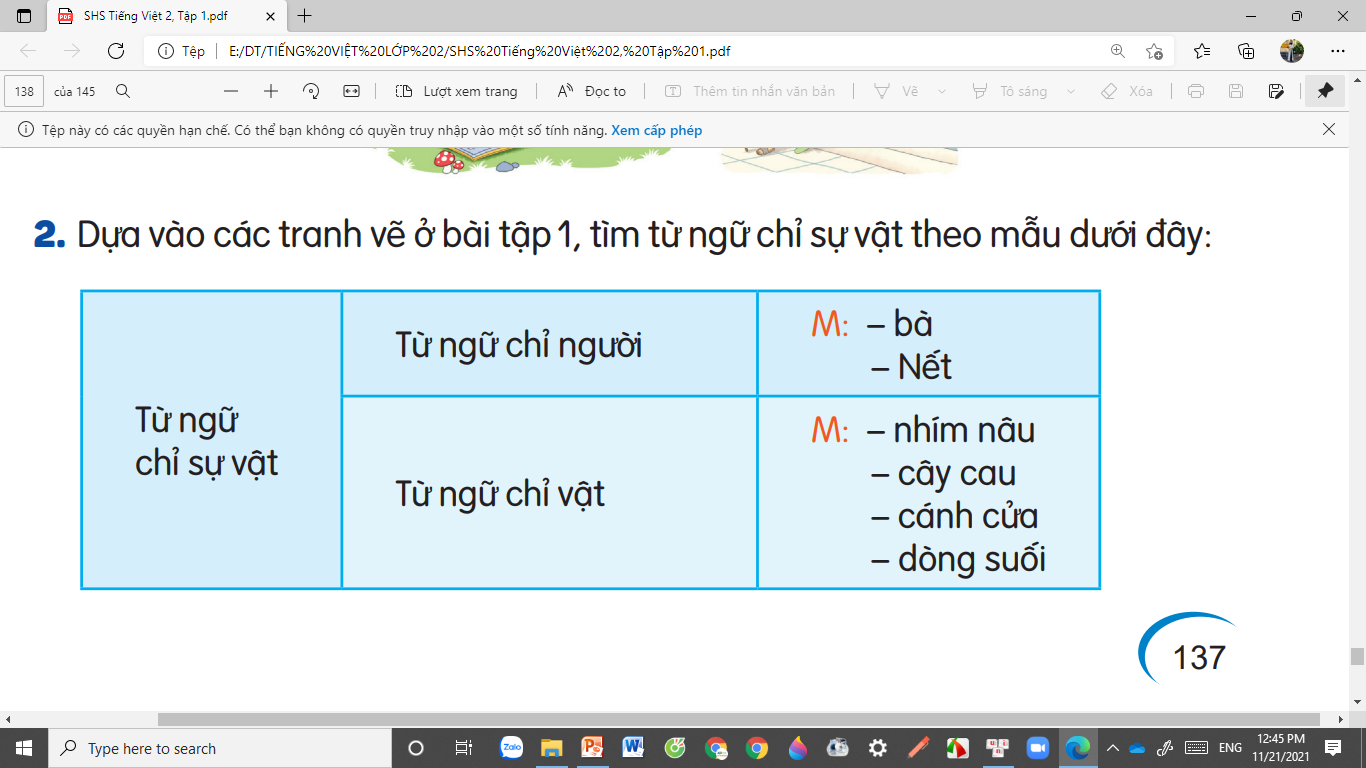 SHS Tiếng Việt 2, Tập 1.pdf
Tệp
E:/DT/TIẾNG%20VIỆT%20LỚP%202/SHS%20Tiếng%20Việt%202,%20Tập%201.pdf
138 của 145
Lượt xem trang
Đọc to
Thêm tin nhắn văn bản
Vẽ
Tô sáng
Xóa
Tệp này có các quyền hạn chế. Có thể bạn không có quyền truy nhập vào một số tính năng. Xem cấp phép
2. Dựa vào các tranh vẽ ở bài tập 1, tìm từ ngữ chỉ sự vật theo mẫu dưới đây:
Từ ngữ
chỉ sự vật
Từ ngữ chỉ người
M: – bà
– Nết
Từ ngữ chỉ vật
M: – nhím nâu
– cây cau
– cánh cửa
– dòng suối
137
Type here to search
Zalo
ENG
12:45 PM
11/21/2021